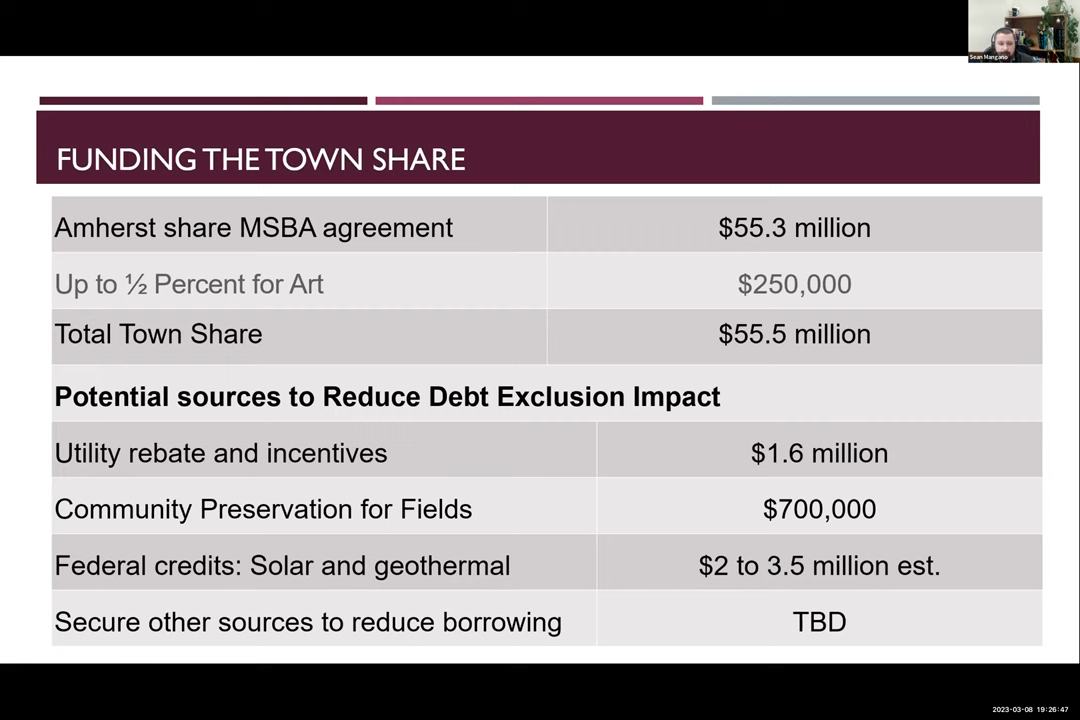 Sean Mangano
FUNDING THE TOWN SHARE
Amherst share MSBA agreement $55.3 million
Up to ½ Percent for Art $250,000
Total Town Share $55.5 million
Potential sources to Reduce Debt Exclusion Impact
Utility rebate and incentives $1.6 million
Community Preservation for Fields $700,000
Federal credits: Solar and geothermal $2 to 3.5 million est.
Secure other sources to reduce borrowing TBD
2023-03-08 19:26:47